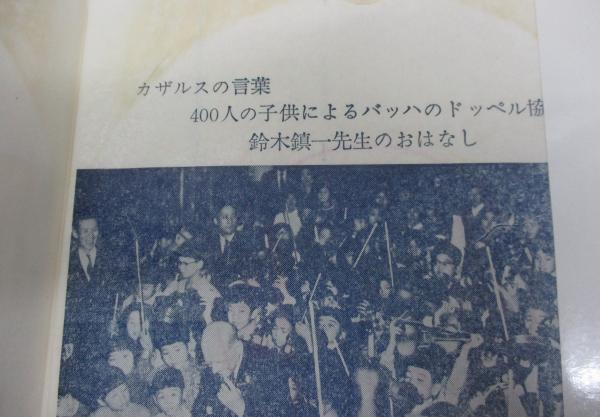 カザルスの言葉
400人の子供によるバッハのドッペル協
鈴木鎮一先生のおはなし